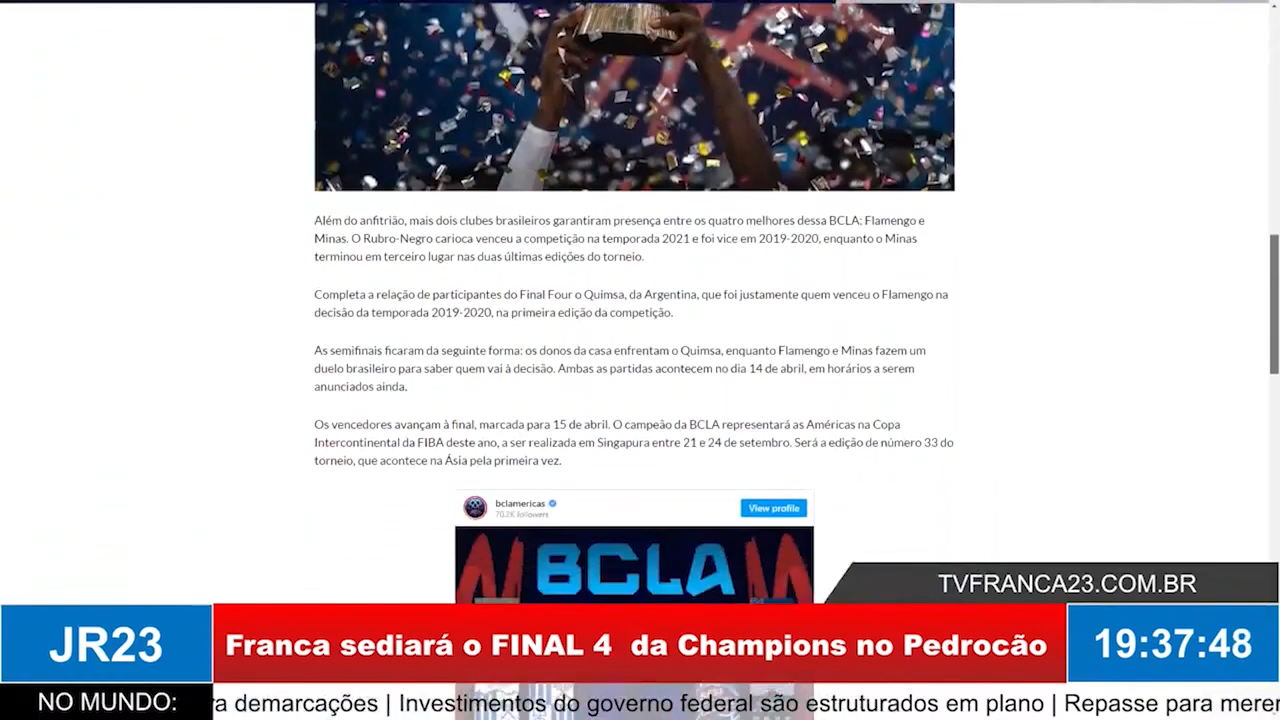 Além do anfitrião, mais dois clubes brasileiros garantiram presença entre os quatro melhores dessa BCLA: Flamengo e
Minas. O Rubro-Negro carioca venceu a competição na temporada 2021 e foi vice em 2019-2020, enquanto o Minas
terminou em terceiro lugar nas duas últimas edições do torneio.
Completa a relação de participantes do Final Four o Quimsa, da Argentina, que foi justamente quem venceu o Flamengo na
decisão da temporada 2019-2020, na primeira edição da competição.
As semifinais ficaram da seguinte forma: os donos da casa enfrentam o Quimsa, enquanto Flamengo e Minas fazem um
duelo brasileiro para saber quem vai à decisão. Ambas as partidas acontecem no dia 14 de abril, em horários a serem
anunciados ainda.
Os vencedores avançam à final, marcada para 15 de abril. O campeão da BCLA representará as Américas na Copa
Intercontinental da FIBA deste ano, a ser realizada em Singapura entre 21 e 24 de setembro. Será a edição de número 33 do
torneio, que acontece na Ásia pela primeira vez.
bclamericas
70.2K followers
View profile
BCLA
TVFRANCA23.COM.BR
JR23
Franca sediará o FINAL 4 da Champions no Pedrocão
19:37:48
NO MUNDO:
va demarcações | Investimentos do governo federal são estruturados em plano | Repasse para meren